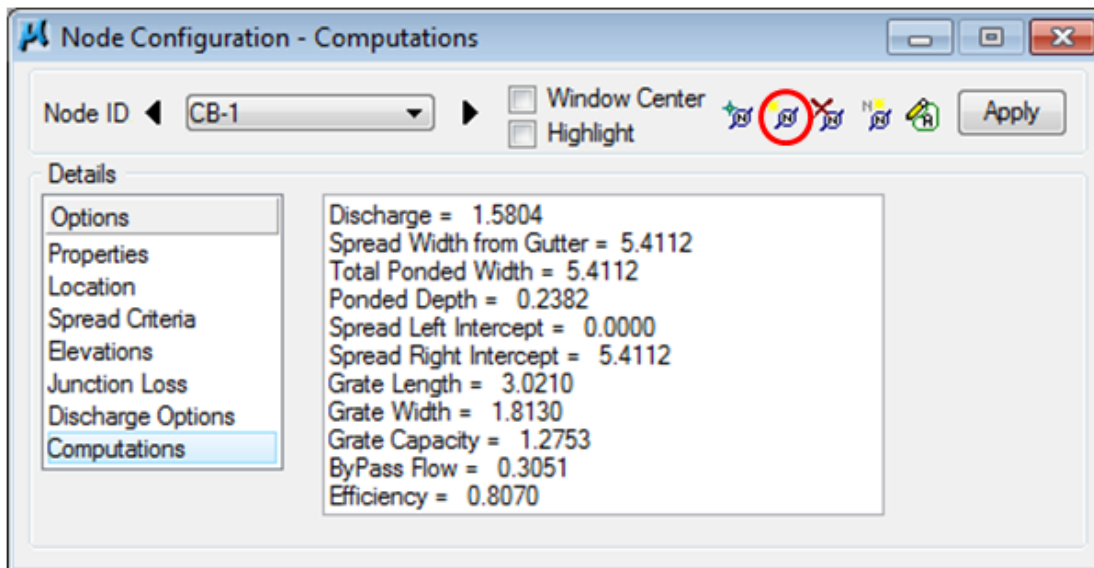 Node Configuration - Computations
Node ID
CB-1
Window Center
Highlight
Apply
Details
Options
Properties
Location
Spread Criteria
Elevations
Junction Loss
Discharge Options
Computations
Discharge = 1.5804
Spread Width from Gutter = 5.4112
Total Ponded Width = 5.4112
Ponded Depth = 0.2382
Spread Left Intercept = 0.0000
Spread Right Intercept = 5.4112
Grate Length = 3.0210
Grate Width = 1.8130
Grate Capacity = 1.2753
ByPass Flow = 0.3051
Efficiency = 0.8070